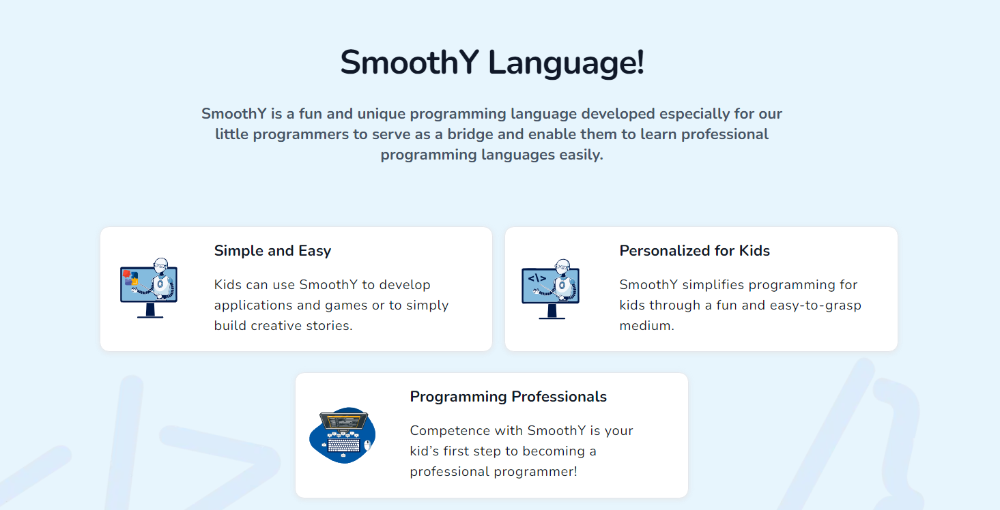 SmoothY Language!
SmoothY is a fun and unique programming language developed especially for our
little programmers to serve as a bridge and enable them to learn professional
programming languages easily.
Simple and Easy
Kids can use SmoothY to develop
applications and games or to simply
build creative stories.
Personalized for Kids
SmoothY simplifies programming for
kids through a fun and easy-to-grasp
medium.
</>
Programming Professionals
Competence with SmoothY is your
kid’s first step to becoming a
professional programmer!